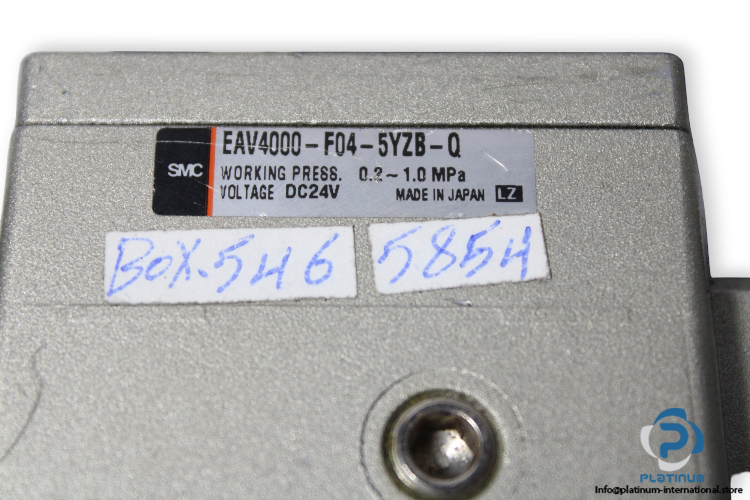 SMC
EAV4000-F04-5YZB-Q
WORKING PRESS. 0.2~1.0 MPa
VOLTAGE DC24V MADE IN JAPAN LZ
BOX.546 5854
PLATINUM
Info@platinum-international.store